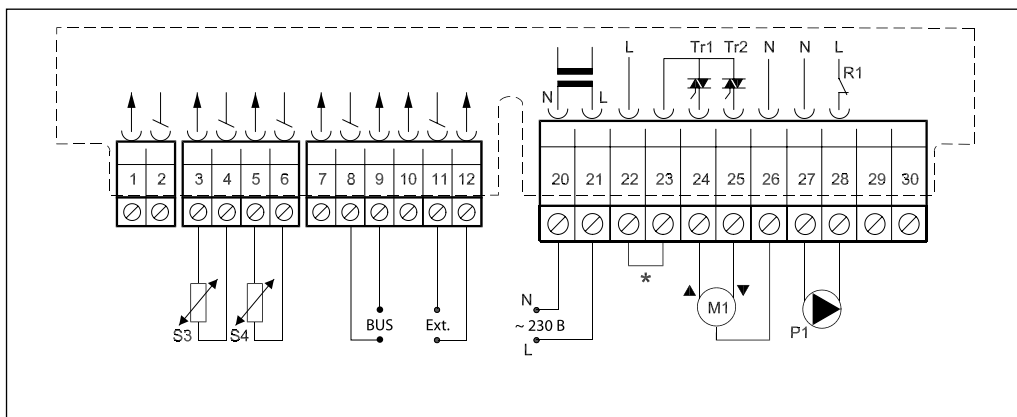 L Tr1 Tr2 N N L
R1
N L
1 2 3 4 5 6 7 8 9 10 11 12 20 21 22 23 24 25 26 27 28 29 30
*
N
M1
S3 S4 BUS Ext. ~ 230 В P1
L